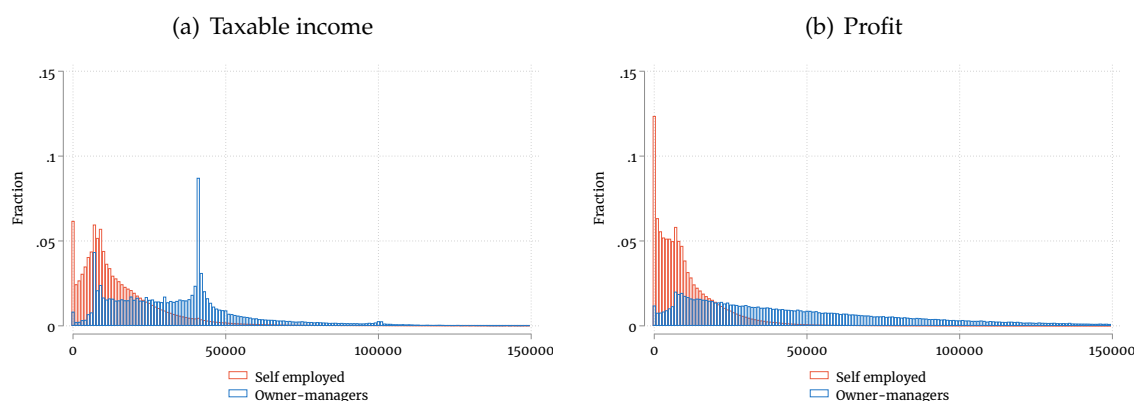 (a) Taxable income
.15
.1
.05
0
Fraction
0 50000 100000 150000
Self employed
Owner-managers
(b) Profit
.15
.1
.05
0
Fraction
0 50000 100000 150000
Self employed
Owner-managers